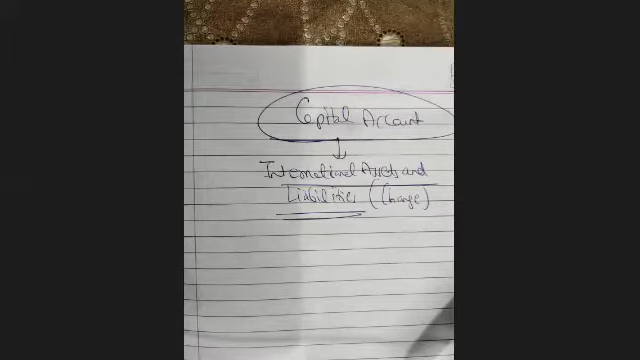 Capital Account
International Assets and
Liabilities (Change)